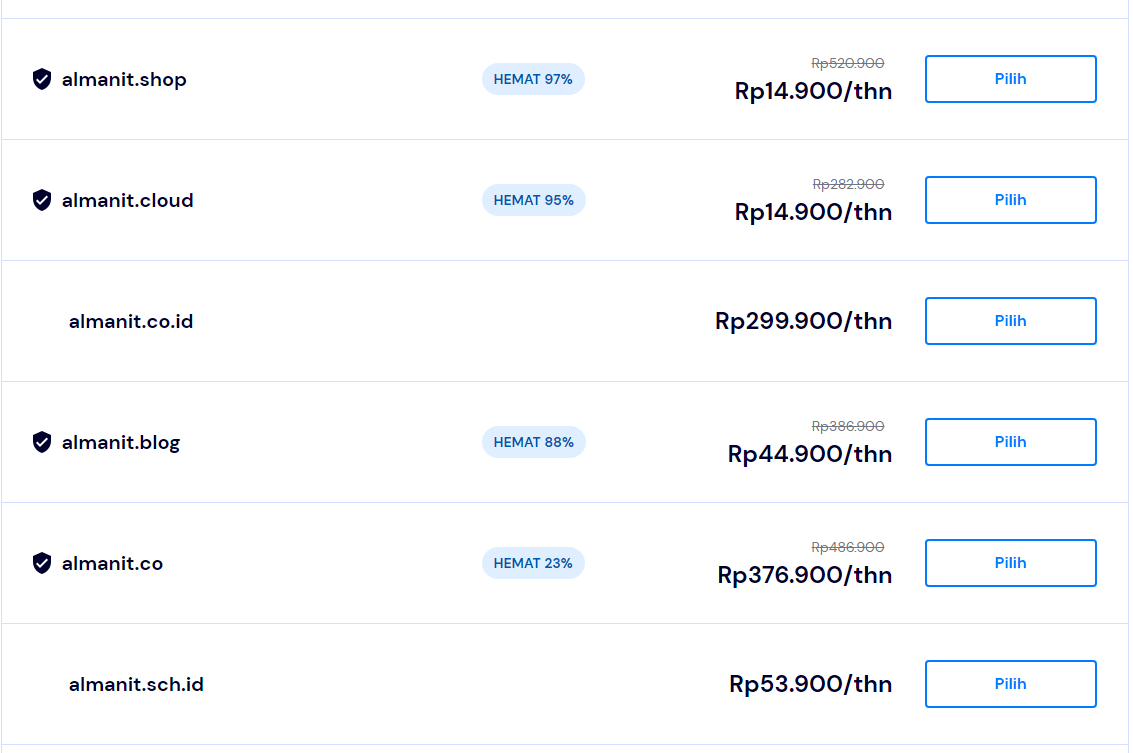 almanit.shop
HEMAT 97%
Rp520.900
Rp14.900/thn
Pilih
almanit.cloud
HEMAT 95%
Rp282.900
Rp14.900/thn
Pilih
almanit.co.id
Rp299.900/thn
Pilih
almanit.blog
HEMAT 88%
Rp386.900
Rp44.900/thn
Pilih
almanit.co
HEMAT 23%
Rp486.900
Rp376.900/thn
Pilih
almanit.sch.id
Rp53.900/thn
Pilih